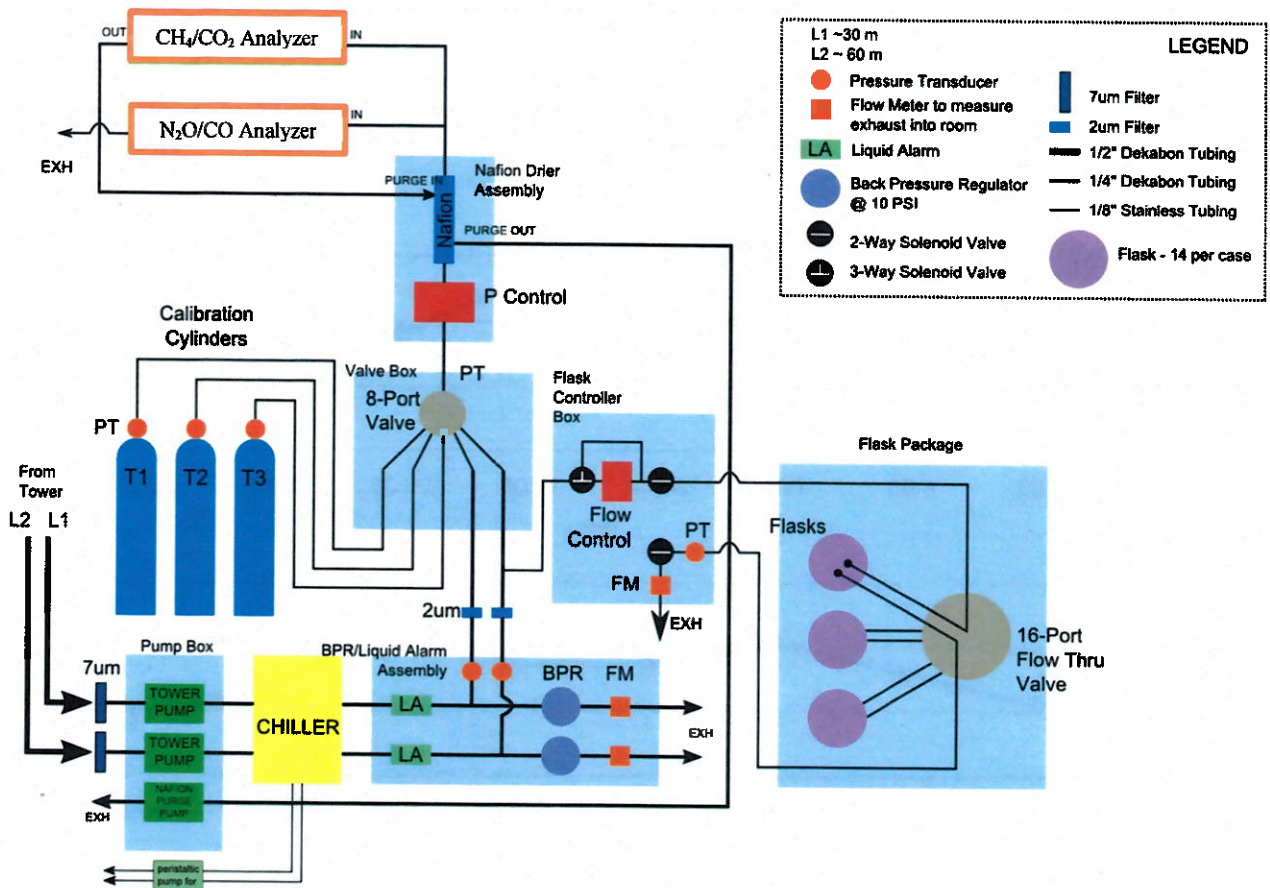 OUT
CH₄/CO₂ Analyzer
IN
N₂O/CO Analyzer
IN
EXH
PURGE IN
Nafion Drier
Assembly
Nafion
PURGE OUT
P Control
LEGEND
L1 ~30 m
L2 ~ 60 m
Pressure Transducer
Flow Meter to measure
exhaust into room
LA
Liquid Alarm
Back Pressure Regulator
@ 10 PSI
2-Way Solenoid Valve
3-Way Solenoid Valve
7um Filter
2um Filter
1/2" Dekabon Tubing
1/4" Dekabon Tubing
1/8" Stainless Tubing
Flask - 14 per case
Calibration
Cylinders
PT
T1
T2
T3
Valve Box
PT
8-Port
Valve
Flask
Controller
Box
Flow
Control
PT
FM
EXH
Flask Package
Flasks
16-Port
Flow Thru
Valve
From
Tower
L2
L1
7um
Pump Box
TOWER
PUMP
TOWER
PUMP
NAFION
PURGE
PUMP
EXH
CHILLER
2um
BPR/Liquid Alarm
Assembly
LA
LA
BPR
FM
EXH
peristaltic
pump for